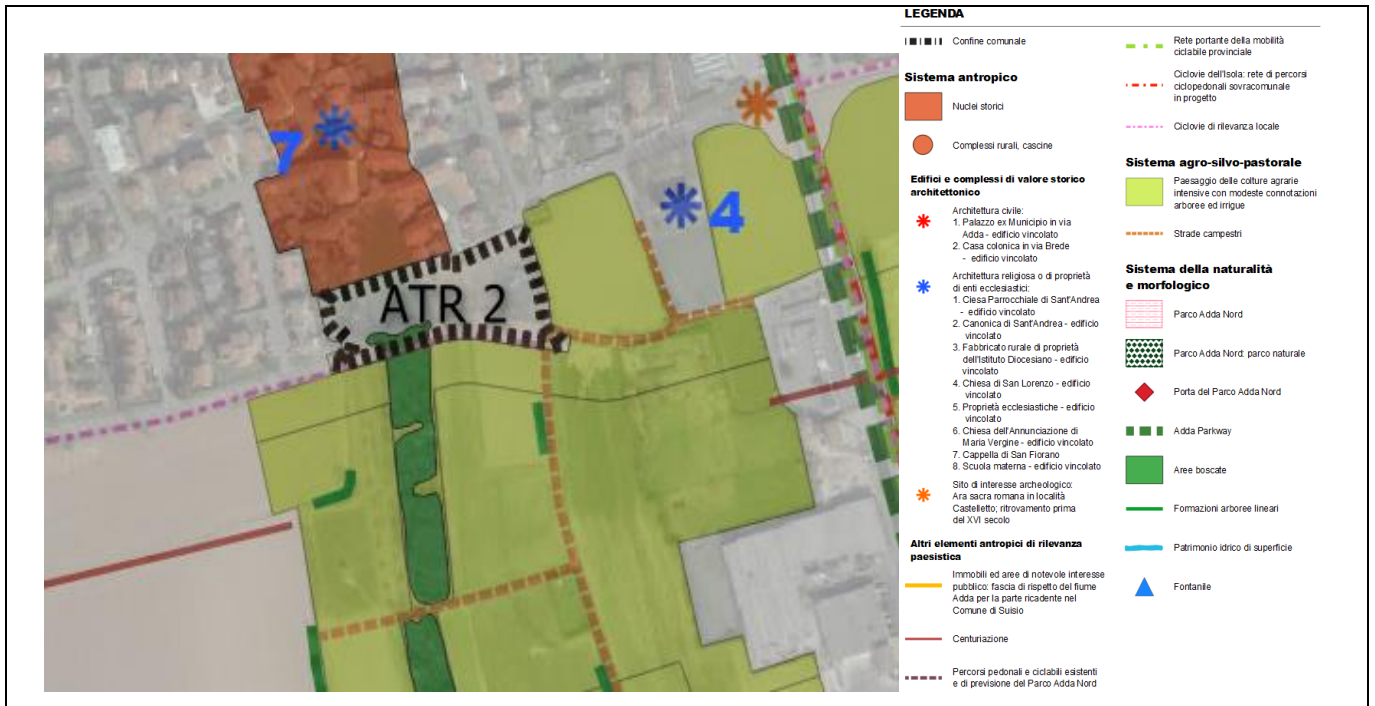 7
4
ATR 2
LEGENDA
Confine comunale
Sistema antropico
Nuclei storici
Complessi rurali, cascine
Edifici e complessi di valore storico
architettonico
Architettura civile:
1. Palazzo ex Municipio in via
Adda - edificio vincolato
2. Casa colonica in via Brede
- edificio vincolato
Architettura religiosa o di proprietà
di enti ecclesiastici:
1. Ciesa Parrocchiale di Sant'Andrea
- edificio vincolato
2. Canonica di Sant'Andrea - edificio
vincolato
3. Fabbricato rurale di proprietà
dell'Istituto Diocesiano - edificio
vincolato
4. Chiesa di San Lorenzo - edificio
vincolato
5. Proprietà ecclesiastiche - edificio
vincolato
6. Chiesa dell'Annunciazione di
Maria Vergine - edificio vincolato
7. Cappella di San Fiorano
8. Scuola materna - edificio vincolato
Sito di interesse archeologico:
Ara sacra romana in località
Castelletto; ritrovamento prima
del XVI secolo
Altri elementi antropici di rilevanza
paesistica
Immobili ed aree di notevole interesse
pubblico: fascia di rispetto del fiume
Adda per la parte ricadente nel
Comune di Suisio
Centuriazione
Percorsi pedonali e ciclabili esistenti
e di previsione del Parco Adda Nord
Rete portante della mobilità
ciclabile provinciale
Ciclovie dell'Isola: rete di percorsi
ciclopedonali sovracomunale
in progetto
Ciclovie di rilevanza locale
Sistema agro-silvo-pastorale
Paesaggio delle colture agrarie
intensive con modeste connotazioni
arboree ed irrigue
Strade campestri
Sistema della naturalità
e morfologico
Parco Adda Nord
Parco Adda Nord: parco naturale
Porta del Parco Adda Nord
Adda Parkway
Aree boscate
Formazioni arboree lineari
Patrimonio idrico di superficie
Fontanile